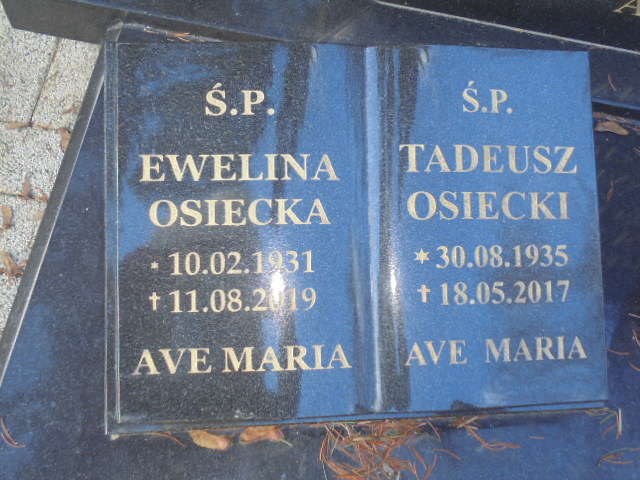 Ś.P.
EWELINA
OSIECKA
* 10.02.1931
† 11.08.2019
AVE MARIA
Ś.P.
TADEUSZ
OSIECKI
* 30.08.1935
† 18.05.2017
AVE MARIA